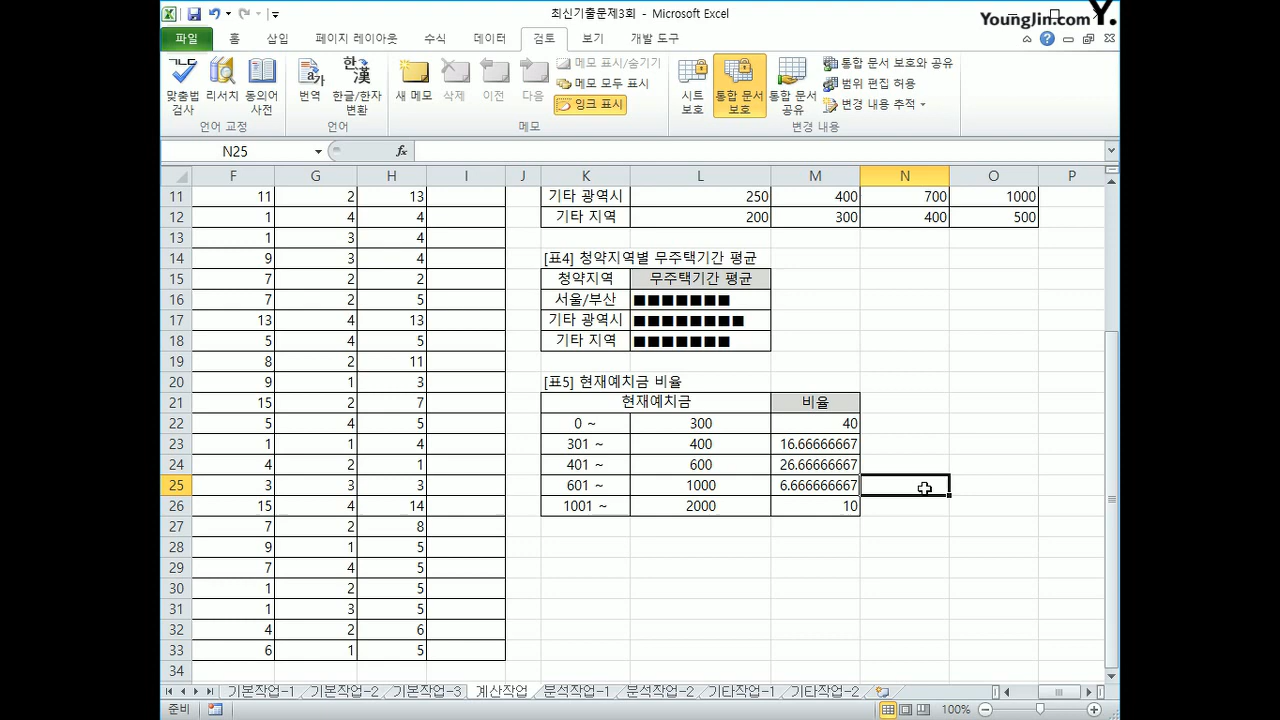 최신기출문제3회 - Microsoft Excel
YoungJin.com Y.
파일 홈 삽입 페이지 레이아웃 수식 데이터 검토 보기 개발 도구
맞춤법 검사 리서치 동의어 사전 번역 한글/한자 변환 새 메모 삭제 이전 다음 메모 표시/숨기기 메모 모두 표시 잉크 표시 시트 보호 통합 문서 보호 통합 문서 공유 통합 문서 보호와 공유 범위 편집 허용 변경 내용 추적
언어 교정 언어 메모 변경 내용
N25 fx
F G H I J K L M N O P
11 11 2 13 기타 광역시 250 400 700 1000
12 1 4 4 기타 지역 200 300 400 500
13 1 3 4
14 9 3 4 [표4] 청약지역별 무주택기간 평균
15 7 2 2 청약지역 무주택기간 평균
16 7 2 5 서울/부산 ■■■■■■■
17 13 4 13 기타 광역시 ■■■■■■■■
18 5 4 5 기타 지역 ■■■■■■■
19 8 2 11
20 9 1 3 [표5] 현재예치금 비율
21 15 2 7 현재예치금 비율
22 5 4 5 0 ~ 300 40
23 1 1 4 301 ~ 400 16.66666667
24 4 2 1 401 ~ 600 26.66666667
25 3 3 3 601 ~ 1000 6.666666667
26 15 4 14 1001 ~ 2000 10
27 7 2 8
28 9 1 5
29 7 4 5
30 1 2 5
31 1 3 5
32 4 2 6
33 6 1 5
34
기본작업-1 기본작업-2 기본작업-3 계산작업 분석작업-1 분석작업-2 기타작업-1 기타작업-2
준비 100%